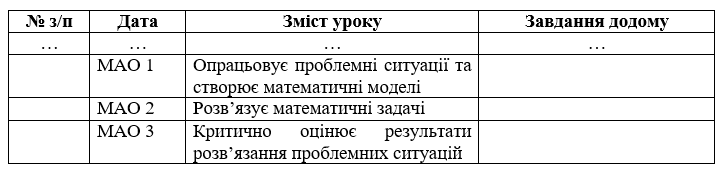 № з/п Дата Зміст уроку Завдання додому
… … … …
МАО 1 Опрацьовує проблемні ситуації та
створює математичні моделі
МАО 2 Розв’язує математичні задачі
МАО 3 Критично оцінює результати
розв’язання проблемних ситуацій